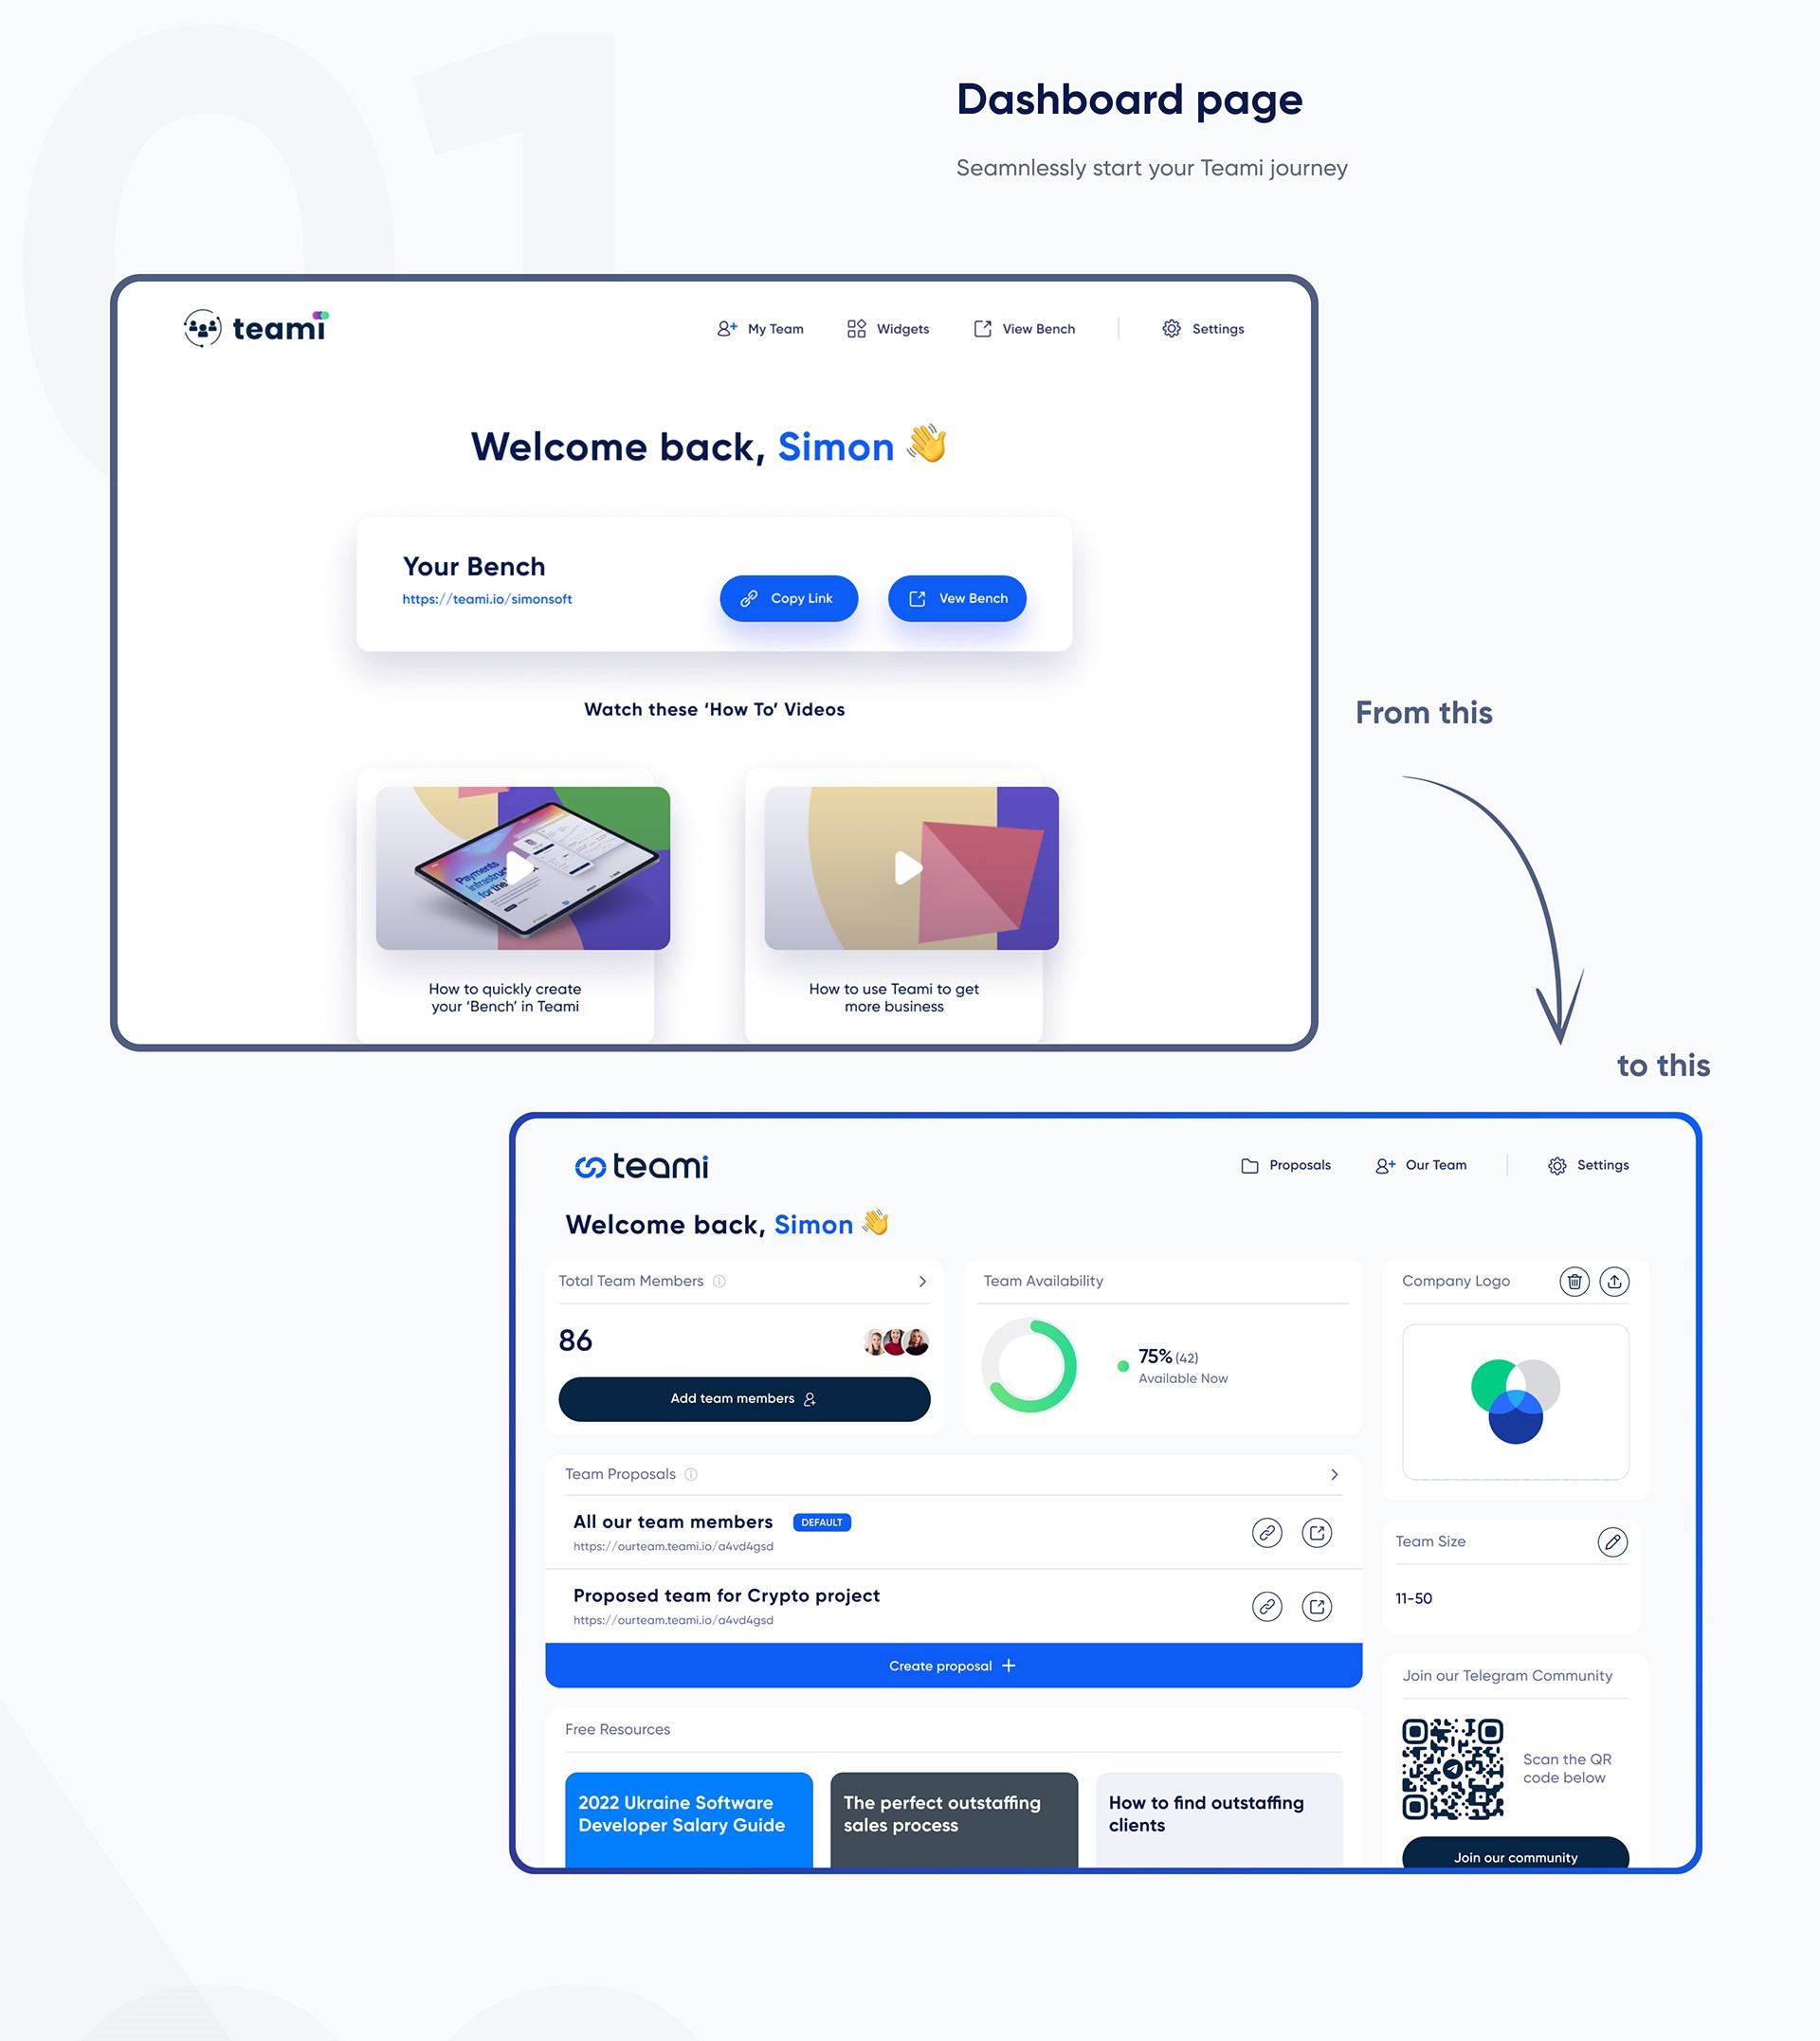 01
Dashboard page
Seamnlessly start your Teami journey
teami
My Team
Widgets
View Bench
Settings
Welcome back, Simon 👋
Your Bench
https://teami.io/simonsoft
Copy Link
Vew Bench
Watch these ‘How To’ Videos
Payments
How to quickly create
your ‘Bench’ in Teami
How to use Teami to get
more business
From this
to this
teami
Proposals
Our Team
Settings
Welcome back, Simon 👋
Total Team Members
86
Add team members
Team Availability
75% (42)
Available Now
Company Logo
Team Proposals
All our team members
DEFAULT
https://ourteam.teami.io/a4vd4gsd
Proposed team for Crypto project
https://ourteam.teami.io/a4vd4gsd
Create proposal +
Team Size
11-50
Free Resources
2022 Ukraine Software
Developer Salary Guide
The perfect outstaffing
sales process
How to find outstaffing
clients
Join our Telegram Community
Scan the QR
code below
Join our community